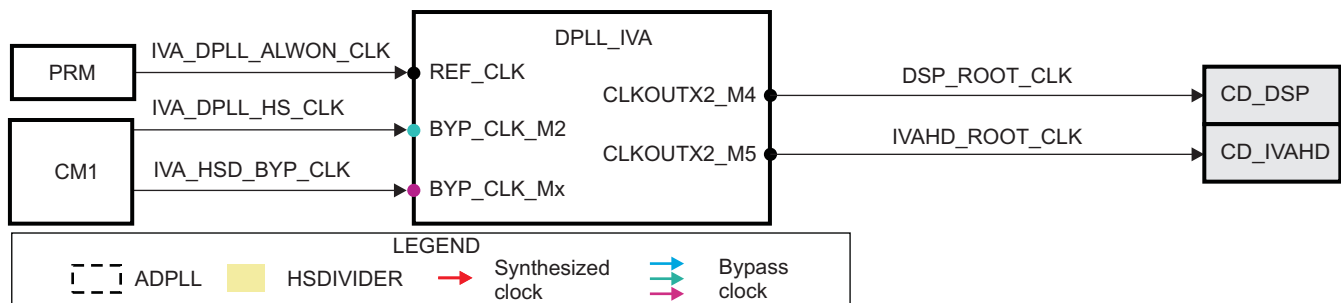 DPLL_IVA
PRM
IVA_DPLL_ALWON_CLK
REF_CLK
CM1
IVA_DPLL_HS_CLK
BYP_CLK_M2
IVA_HSD_BYP_CLK
BYP_CLK_Mx
CLKOUTX2_M4
DSP_ROOT_CLK
CD_DSP
CLKOUTX2_M5
IVAHD_ROOT_CLK
CD_IVAHD
LEGEND
ADPLL
HSDIVIDER
Synthesized
clock
Bypass
clock